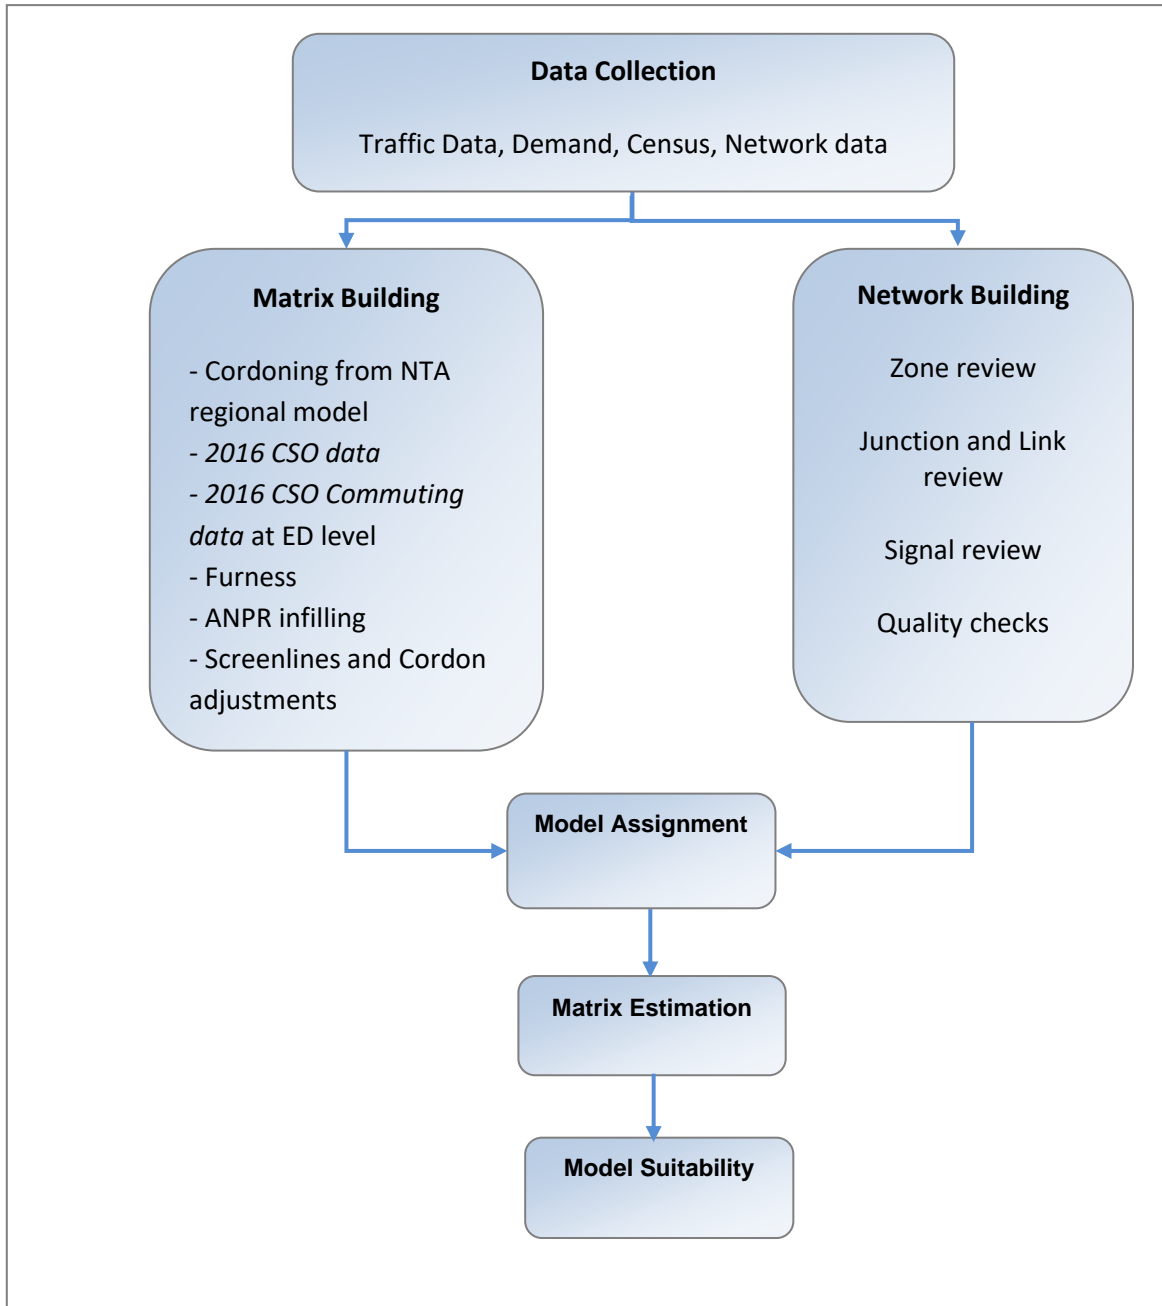 Data Collection
Traffic Data, Demand, Census, Network data
Matrix Building
- Cordoning from NTA
regional model
- 2016 CSO data
- 2016 CSO Commuting
data at ED level
- Furness
- ANPR infilling
- Screenlines and Cordon
adjustments
Network Building
Zone review
Junction and Link
review
Signal review
Quality checks
Model Assignment
Matrix Estimation
Model Suitability